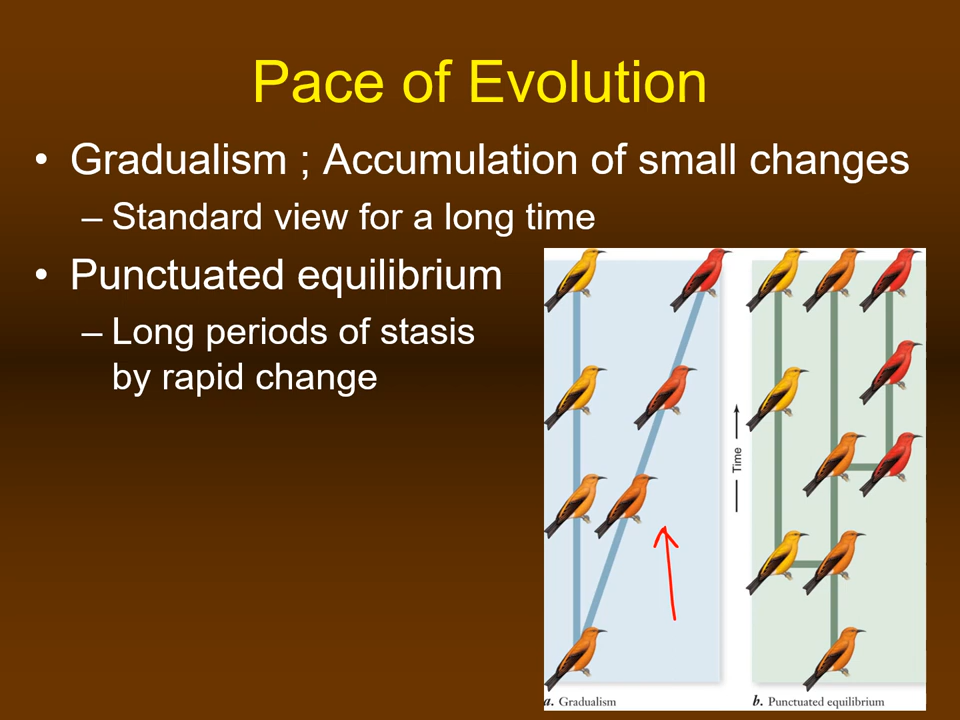 Pace of Evolution
• Gradualism ; Accumulation of small changes
– Standard view for a long time
• Punctuated equilibrium
– Long periods of stasis
by rapid change
Time
a. Gradualism
b. Punctuated equilibrium